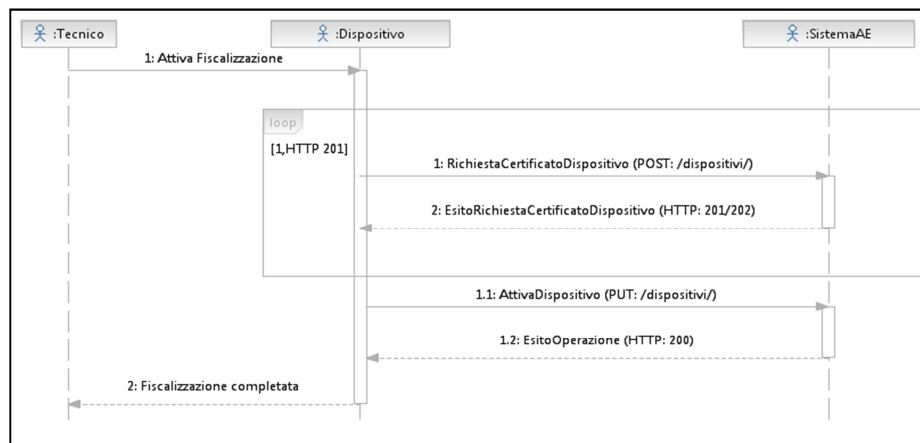 :Tecnico
:Dispositivo
:SistemaAE
1: Attiva Fiscalizzazione
loop
[1,HTTP 201]
1: RichiestaCertificatoDispositivo (POST: /dispositivi/)
2: EsitoRichiestaCertificatoDispositivo (HTTP: 201/202)
1.1: AttivaDispositivo (PUT: /dispositivi/)
1.2: EsitoOperazione (HTTP: 200)
2: Fiscalizzazione completata